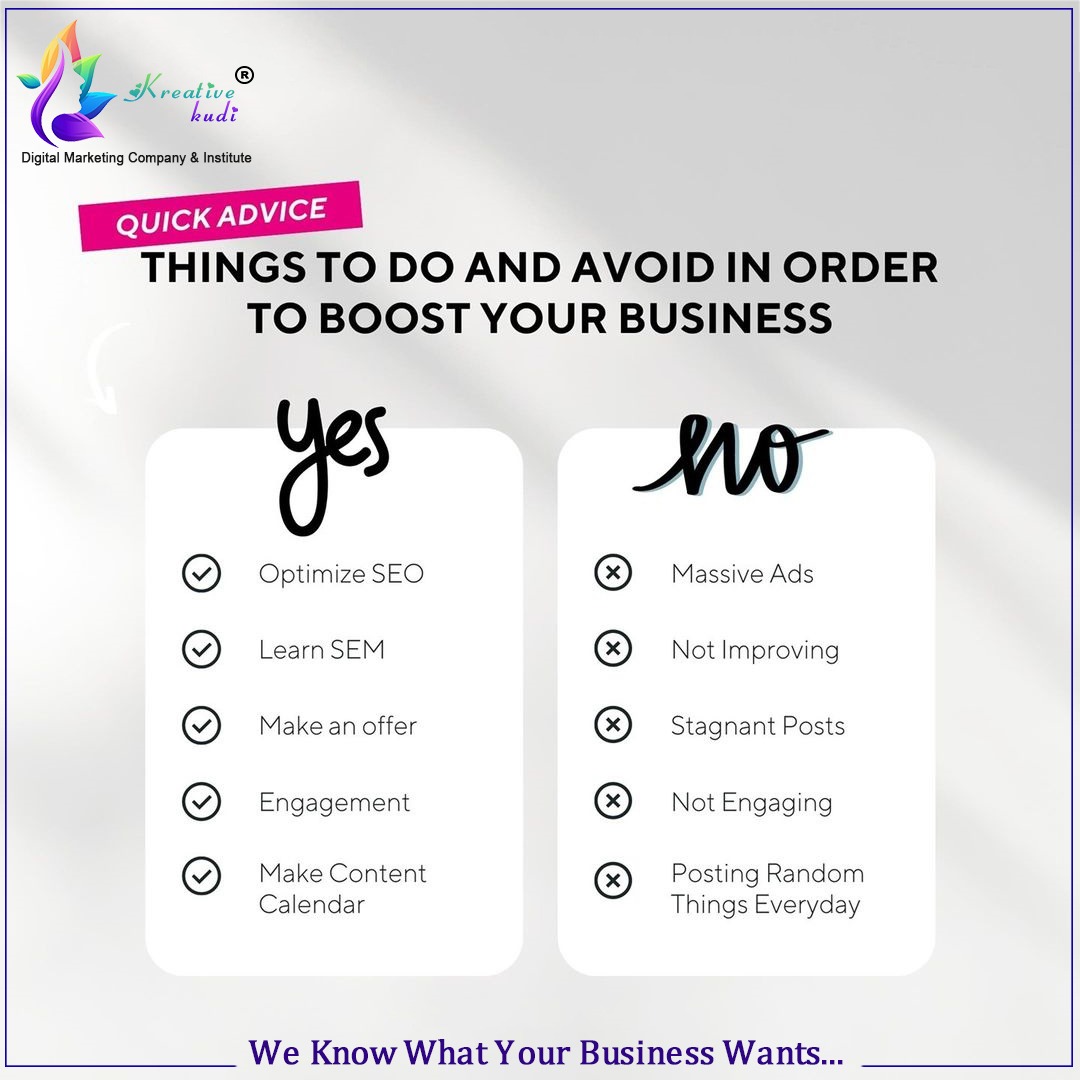 Kreative ®
kudi
Digital Marketing Company & Institute
QUICK ADVICE
THINGS TO DO AND AVOID IN ORDER
TO BOOST YOUR BUSINESS
yes
Optimize SEO
Learn SEM
Make an offer
Engagement
Make Content
Calendar
no
Massive Ads
Not Improving
Stagnant Posts
Not Engaging
Posting Random
Things Everyday
We Know What Your Business Wants...